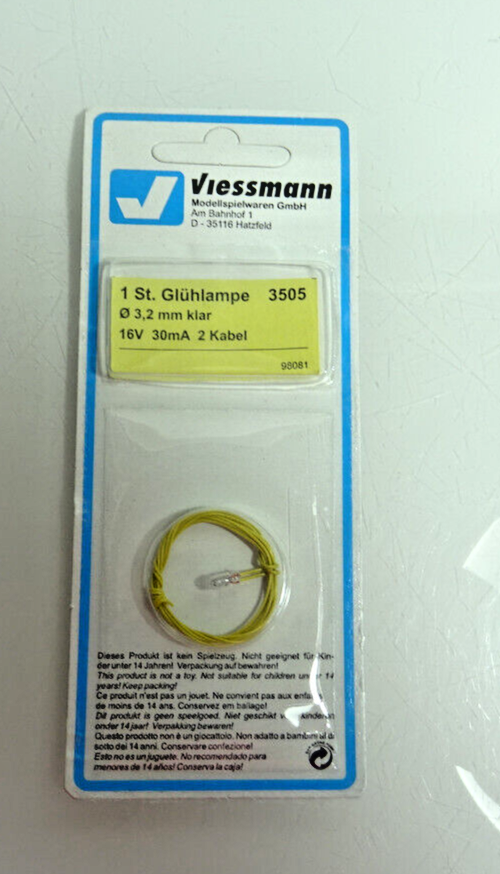 Viessmann
Modellspielwaren GmbH
Am Bahnhof 1
D - 35116 Hatzfeld
1 St. Glühlampe 3505
Ø 3,2 mm klar
16V 30mA 2 Kabel
98081
Dieses Produkt ist kein Spielzeug. Nicht geeignet für Kin-
der unter 14 Jahren! Verpackung aufbewahren!
This product is not a toy. Not suitable for children under 14
years! Keep packing!
Ce produit n'est pas un jouet. Ne convient pas aux
de moins de 14 ans. Conservez em ballage!
Dit produkt is geen speelgoed. Niet geschikt kinderen
onder 14 jaar! Verpakking bewaren!
Questo prodotto non è un giocattolo. Non adatto a bambini al di
sotto dei 14 anni. Conservare confezione!
Esto no es un juguete. No recomendado para
menores de 14 años! Conserva la caja!